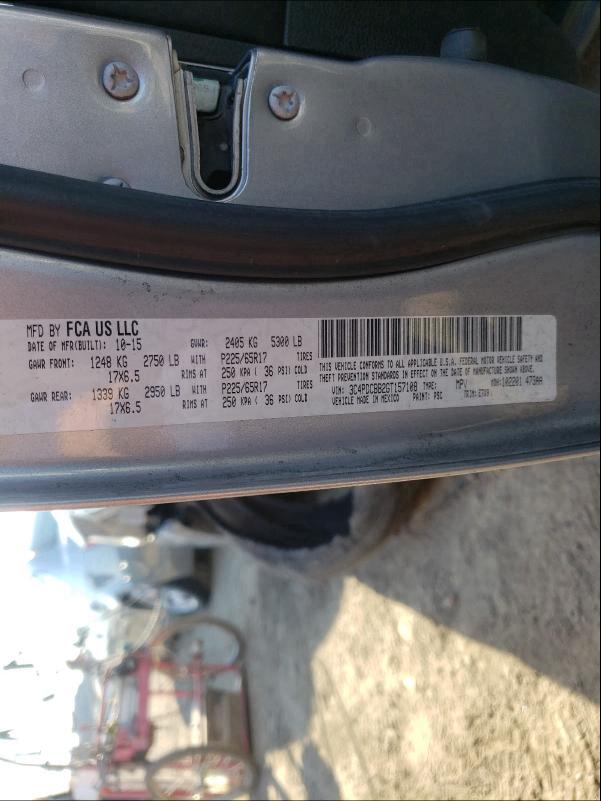 MFD BY FCA US LLC
DATE OF MFR(BUILT): 10-15 GVWR: 2405 KG 5300 LB
GAWR FRONT: 1248 KG 2750 LB WITH P225/65R17 TIRES
17X6.5 RIMS AT 250 KPA ( 36 PSI) COLD
GAWR REAR: 1339 KG 2950 LB WITH P225/65R17 TIRES
17X6.5 RIMS AT 250 KPA ( 36 PSI) COLD
THIS VEHICLE CONFORMS TO ALL APPLICABLE U.S.A. FEDERAL MOTOR VEHICLE SAFETY AND
THEFT PREVENTION STANDARDS IN EFFECT ON THE DATE OF MANUFACTURE SHOWN ABOVE.
VIN: 3C4PDCBB2GT157108 TYPE: MPV MDH:102201 473AA
VEHICLE MADE IN MEXICO PAINT: PSC TRIM: